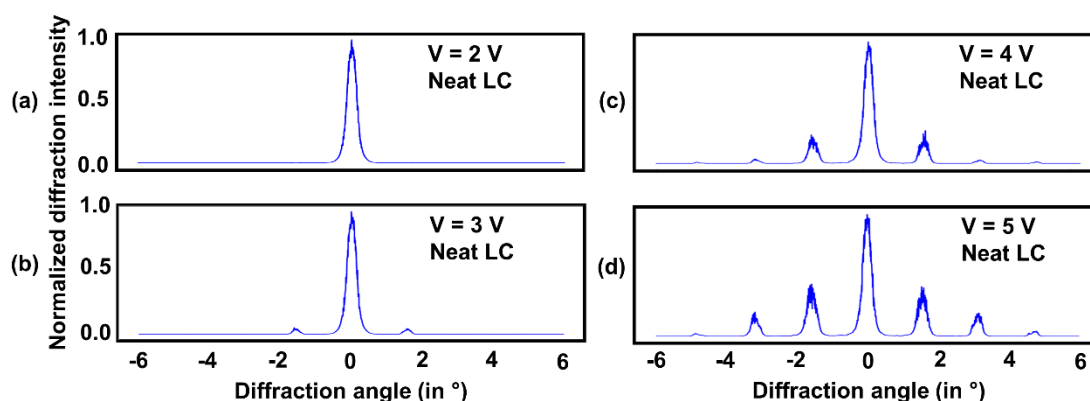 Normalized diffraction intensity
(a)
1.0
0.5
0.0
V = 2 V
Neat LC
(b)
1.0
0.5
0.0
V = 3 V
Neat LC
-6 -4 -2 0 2 4 6
Diffraction angle (in °)
(c)
V = 4 V
Neat LC
(d)
V = 5 V
Neat LC
-6 -4 -2 0 2 4 6
Diffraction angle (in °)